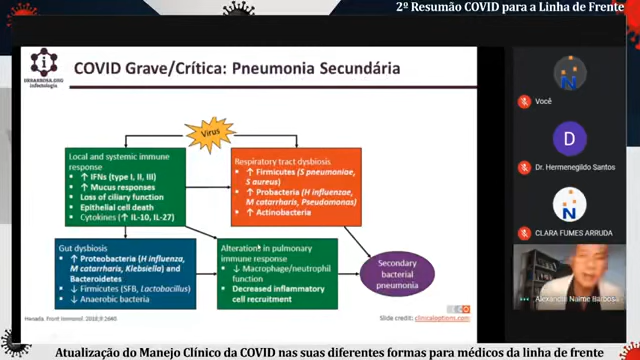 2º Resumão COVID para a Linha de Frente
DRBARBOSA.ORG
infectologia
COVID Grave/Crítica: Pneumonia Secundária
Virus
Local and systemic immune
response
↑ IFNs (type I, II, III)
↑ Mucus responses
Loss of ciliary function
Epithelial cell death
Cytokines (↑ IL-10, IL-27)
Respiratory tract dysbiosis
↑ Firmicutes (S pneumoniae,
S aureus)
↑ Probacteria (H influenzae,
M catarrharis, Pseudomonas)
↑ Actinobacteria
Gut dysbiosis
↑ Proteobacteria (H influenza,
M catarrhalis, Klebsiella) and
Bacteroidetes
↓ Firmicutes (SFB, Lactobacillus)
↓ Anaerobic bacteria
Alterations in pulmonary
immune response
↓ Macrophage/neutrophil
function
Decreased inflammatory
cell recruitment
Secondary
bacterial
pneumonia
Hanada. Front Immunol. 2018;9:2640.
Slide credit: clinicaloptions.com
Você
D
Dr. Hermenegildo Santos
CLARA FUMES ARRUDA
Alexandre Naime Barbosa
Atualização do Manejo Clínico da COVID nas suas diferentes formas para médicos da linha de frente